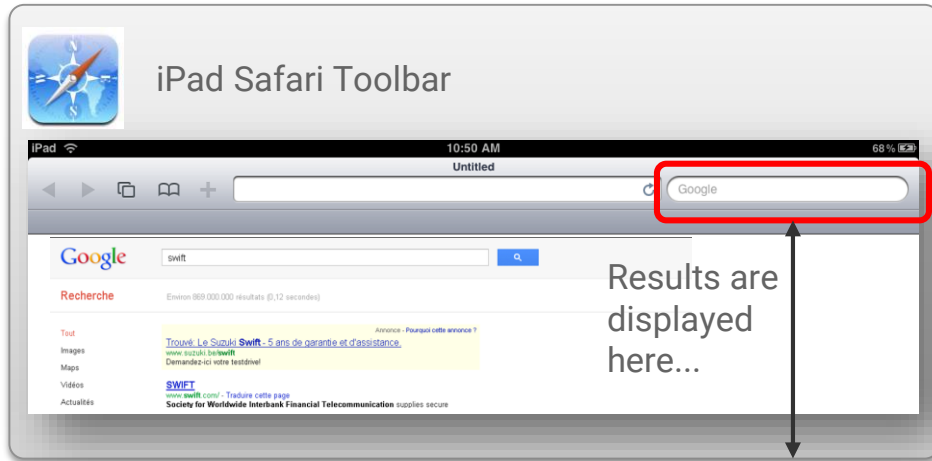 iPad Safari Toolbar
iPad 10:50 AM 68%
Untitled
Google
Google swift
Recherche Environ 869.000.000 résultats (0,12 secondes)
Results are
displayed
here...
Annonce - Pourquoi cette annonce ?
Tout
Trouvé: Le Suzuki Swift - 5 ans de garantie et d'assistance.
www.suzuki.be/swift
Images
Demandez-ici votre testdrive!
Maps
Vidéos
SWIFT
www.swift.com/ - Traduire cette page
Actualités
Society for Worldwide Interbank Financial Telecommunication supplies secure